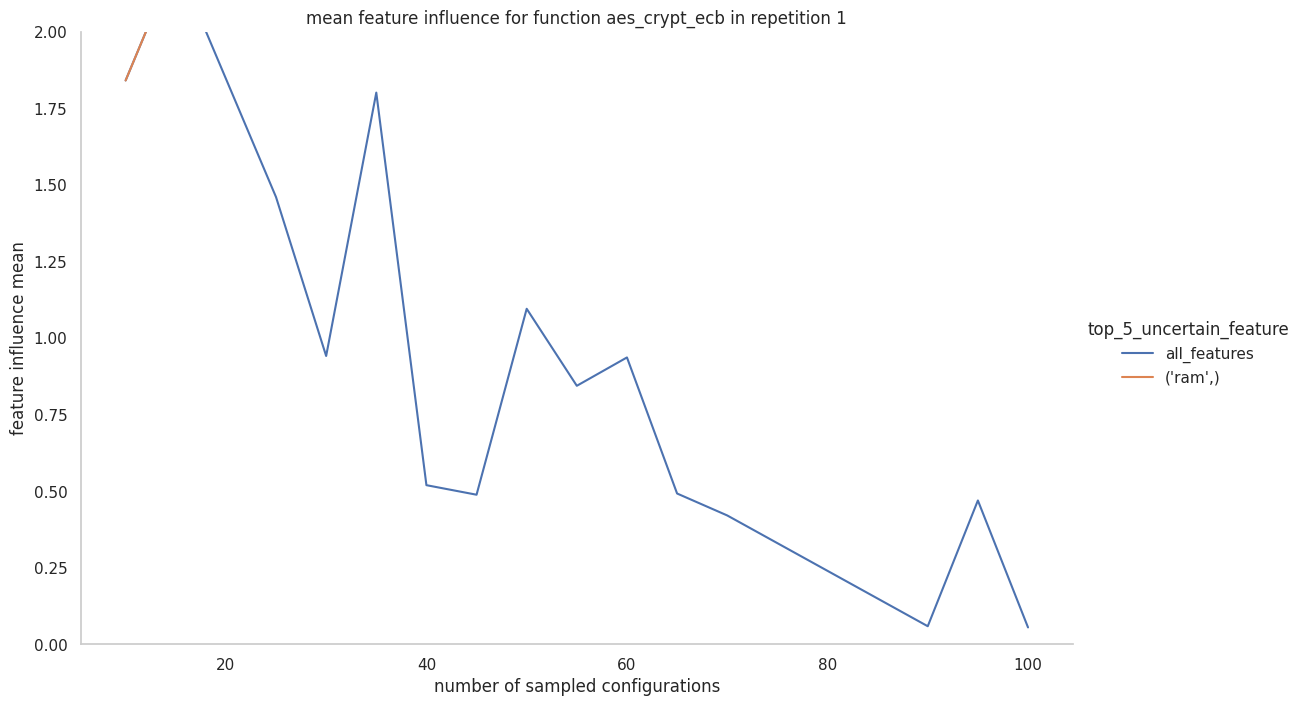 mean feature influence for function aes_crypt_ecb in repetition 1
2.00
1.75
1.50
1.25
1.00
0.75
0.50
0.25
0.00
feature influence mean
20
40
60
80
100
number of sampled configurations
top_5_uncertain_feature
all_features
('ram',)